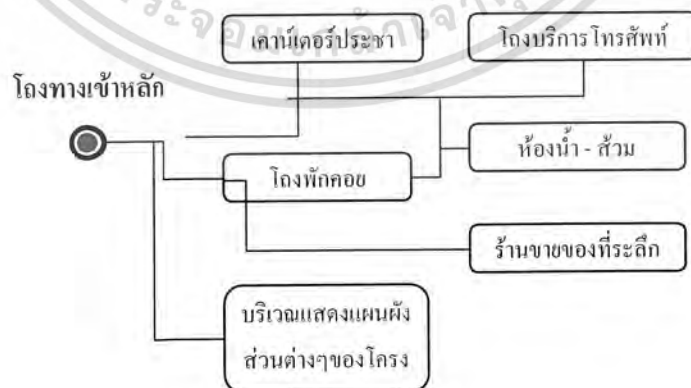 เคาน์เตอร์ประชา
โถงบริการโทรศัพท์
โถงทางเข้าหลัก
ห้องน้ำ - ส้วม
โถงพักคอย
ร้านขายของที่ระลึก
บริเวณแสดงแผนผัง
ส่วนต่างๆของโครง